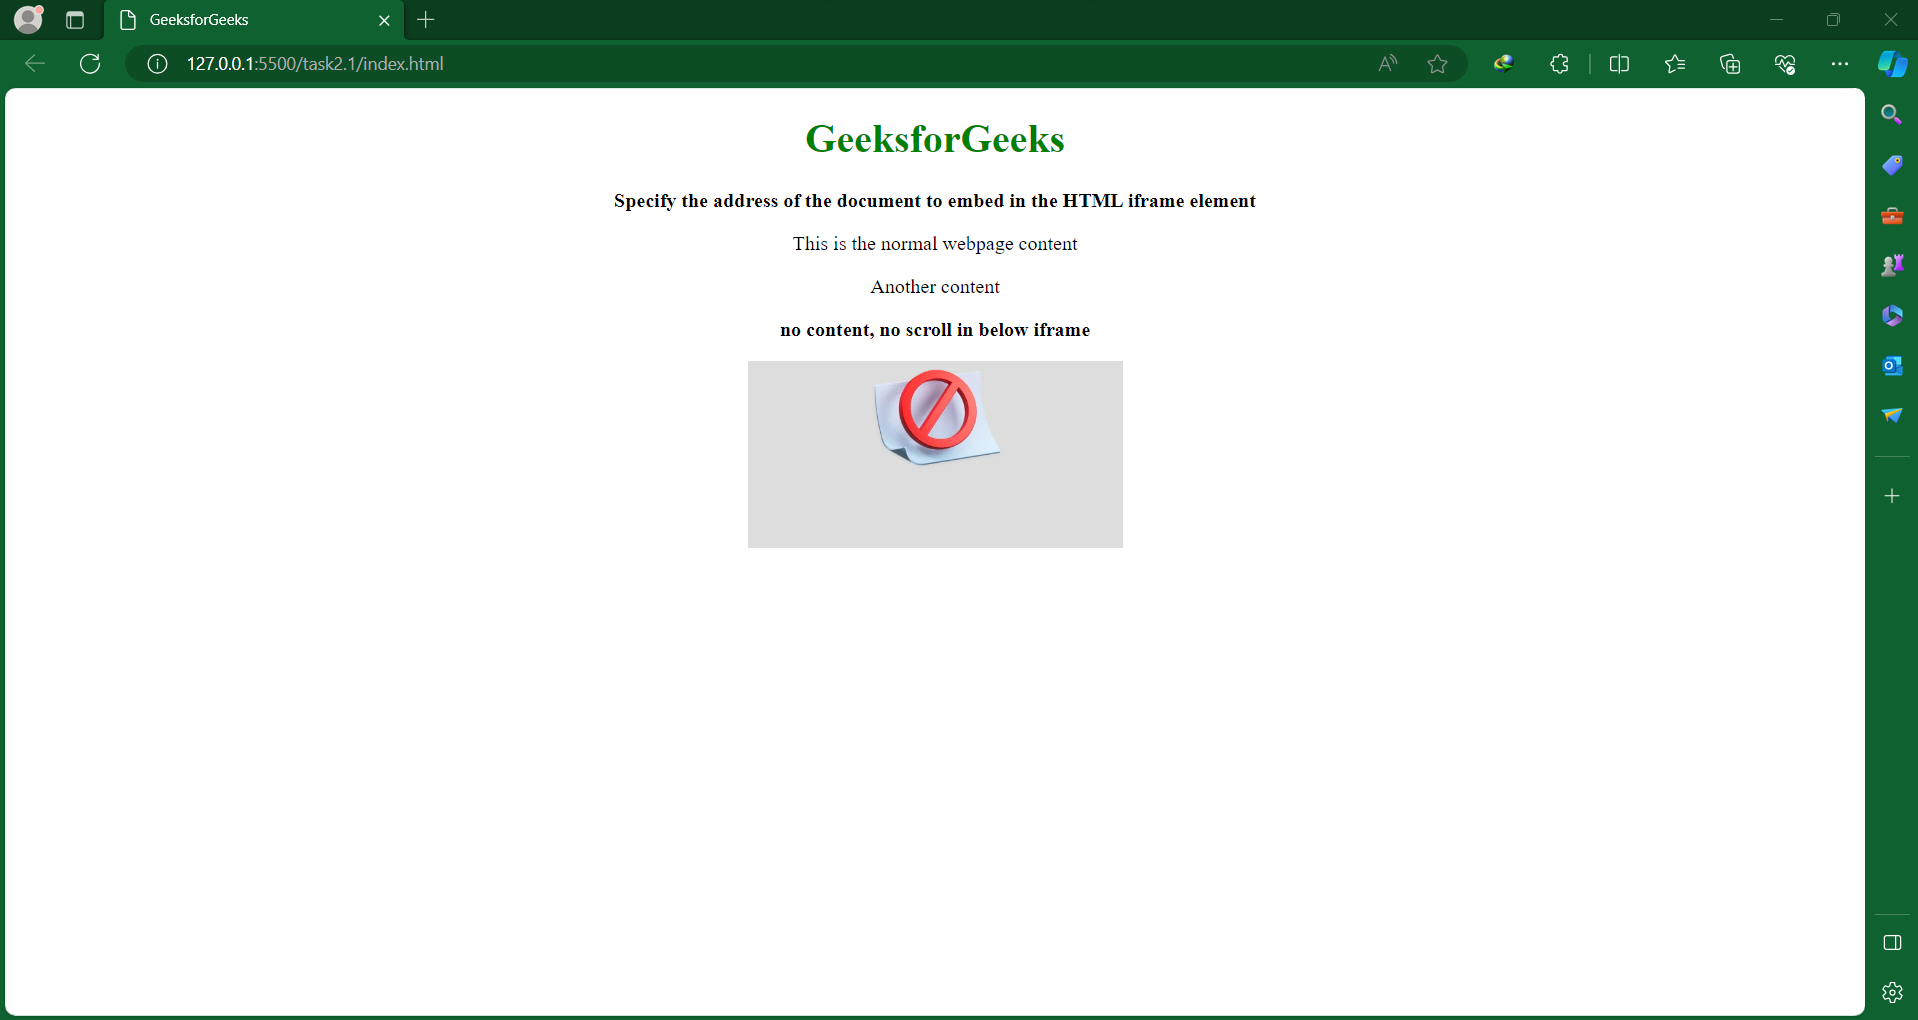 GeeksforGeeks
127.0.0.1:5500/task2.1/index.html
GeeksforGeeks
Specify the address of the document to embed in the HTML iframe element
This is the normal webpage content
Another content
no content, no scroll in below iframe